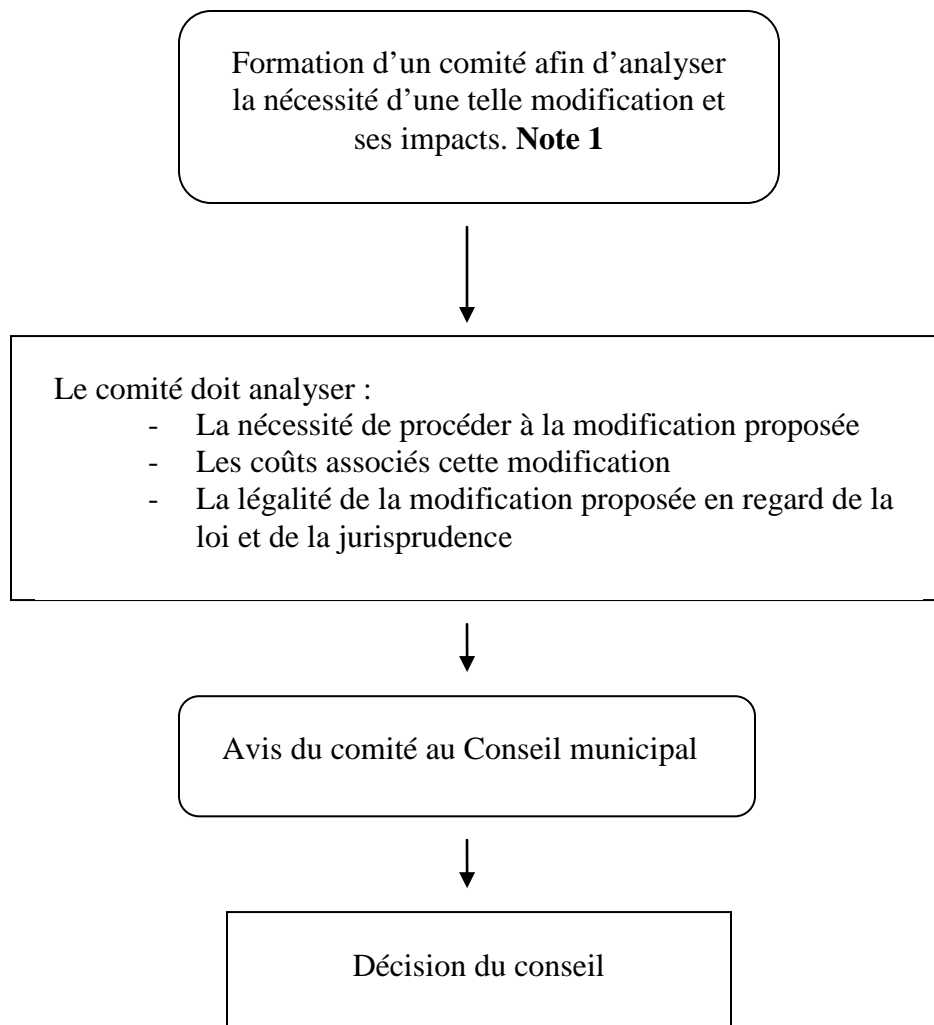 Formation d’un comité afin d’analyser
la nécessité d’une telle modification et
ses impacts. Note 1
Le comité doit analyser :
- La nécessité de procéder à la modification proposée
- Les coûts associés cette modification
- La légalité de la modification proposée en regard de la
loi et de la jurisprudence
Avis du comité au Conseil municipal
Décision du conseil